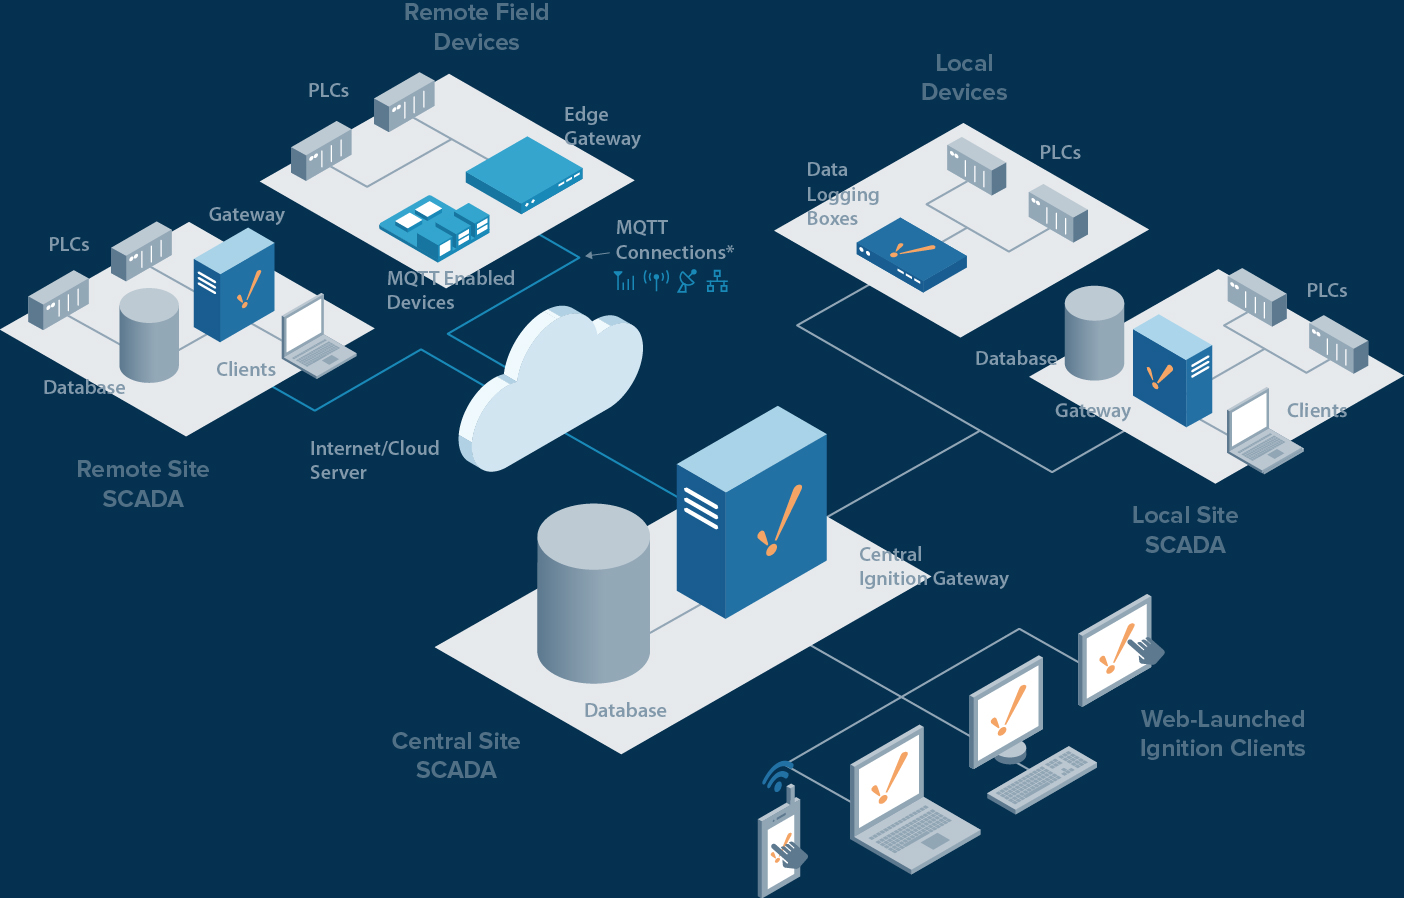 Remote Field
Devices
PLCs
Edge
Gateway
MQTT Enabled
Devices
MQTT
Connections*
Local
Devices
PLCs
Data
Logging
Boxes
Gateway
PLCs
Database
Clients
Remote Site
SCADA
Internet/Cloud
Server
PLCs
Database
Gateway
Clients
Local Site
SCADA
Central
Ignition Gateway
Database
Central Site
SCADA
Web-Launched
Ignition Clients